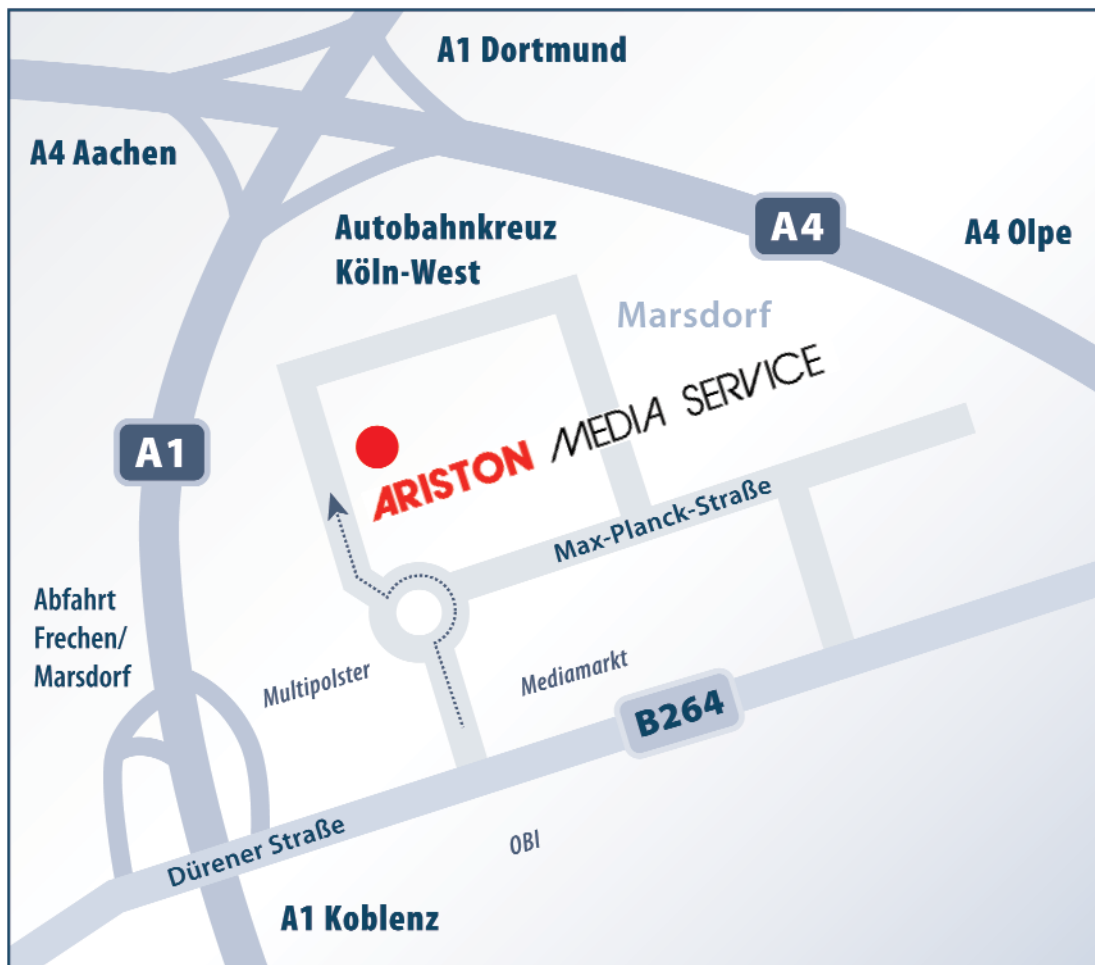 A1 Dortmund
A4 Aachen
Autobahnkreuz
Köln-West
A4
A4 Olpe
Marsdorf
ARISTON MEDIA SERVICE
A1
Max-Planck-Straße
Abfahrt
Frechen/
Marsdorf
Multipolster
Mediamarkt
B264
Dürener Straße
OBI
A1 Koblenz